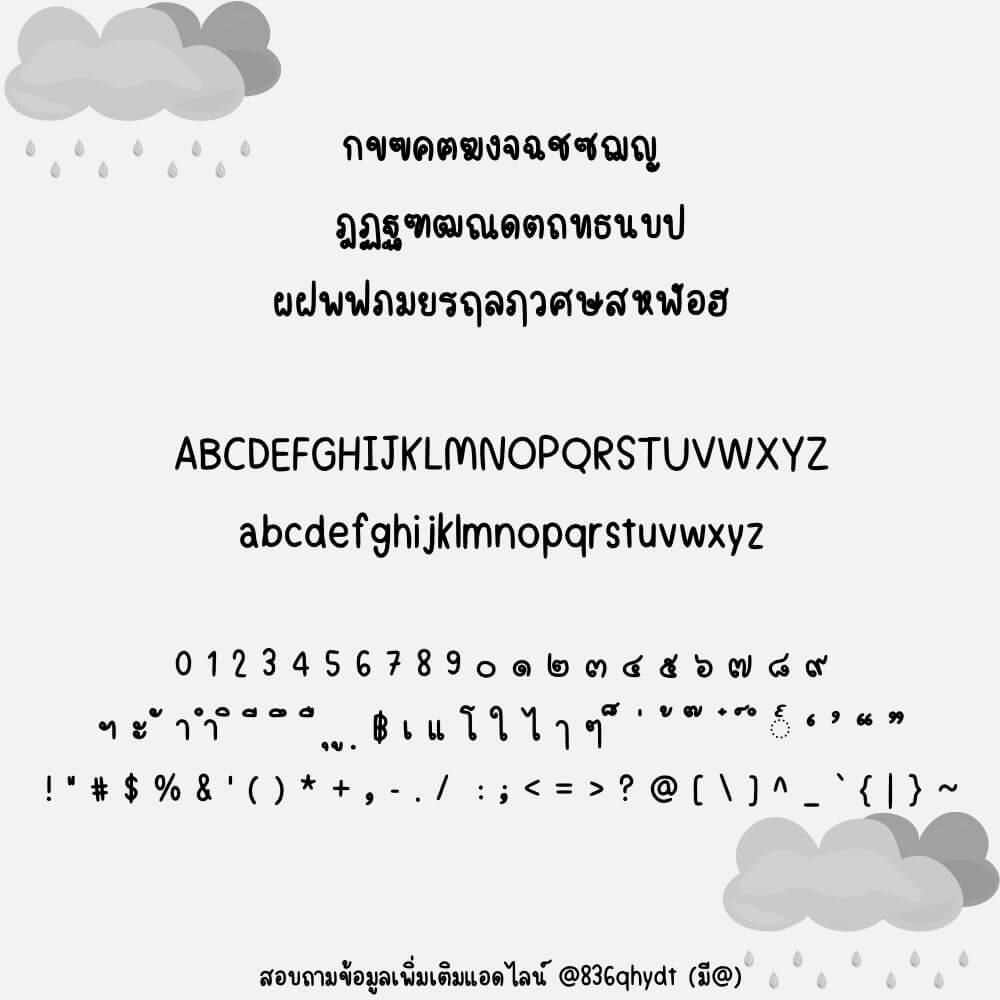 กขฃคฅฆงจฉชซฌญ
ฎฏฐฑฒณดตถทธนบป
ผฝพฟภมยรฤลฦวศษสหฬอฮ
ABCDEFGHIJKLMNOPQRSTUVWXYZ
abcdefghijklmnopqrstuvwxyz
0 1 2 3 4 5 6 7 8 9 ๐ ๑ ๒ ๓ ๔ ๕ ๖ ๗ ๘ ๙
ฯ ะ ั า ำ ิ ี ึ ื ุ ู ฺ ฿ เ แ โ ใ ไ ๅ ๆ ็ ่ ้ ๊ ๋ ์ ํ ๎ ‘ ’ “ ”
! " # $ % & ' ( ) * + , - . / : ; < = > ? @ [ \ ] ^ _ ` { | } ~
สอบถามข้อมูลเพิ่มเติมแอดไลน์ @836qhydt (มี@)